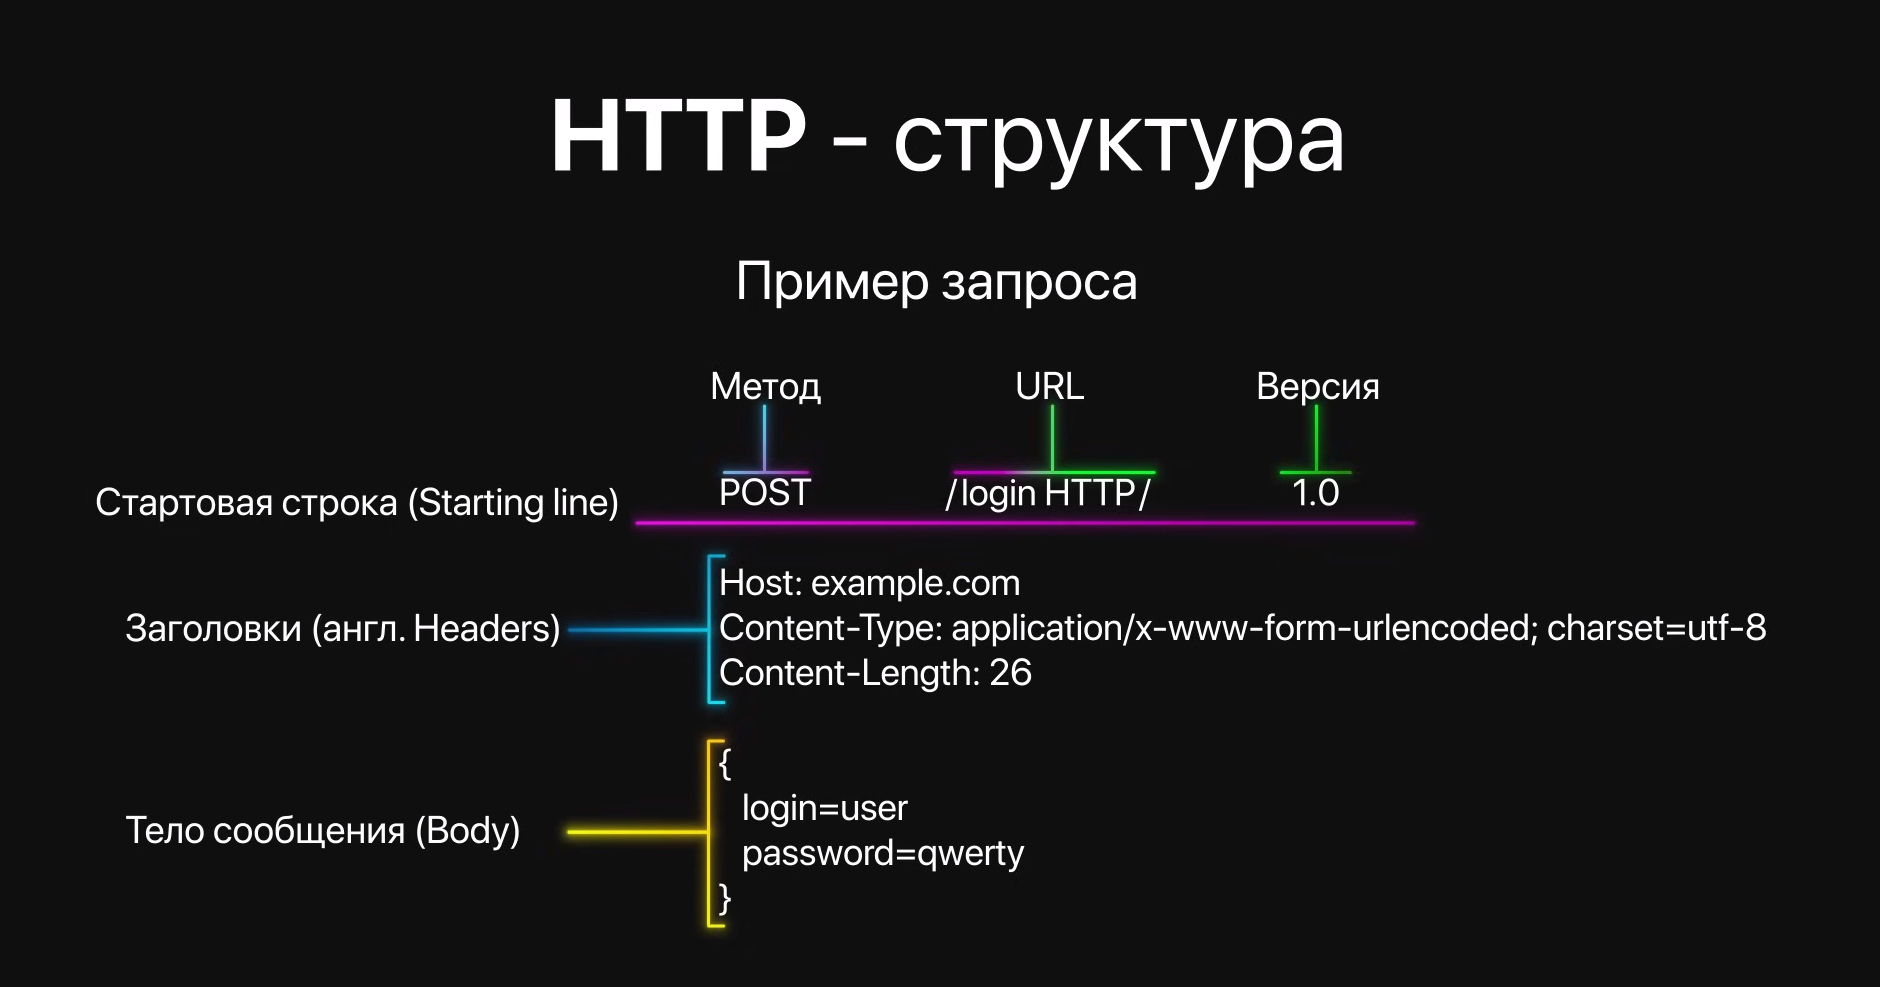 HTTP - структура
Пример запроса
Метод URL Версия
Стартовая строка (Starting line) POST /login HTTP/ 1.0
Заголовки (англ. Headers)
Host: example.com
Content-Type: application/x-www-form-urlencoded; charset=utf-8
Content-Length: 26
Тело сообщения (Body)
{
login=user
password=qwerty
}